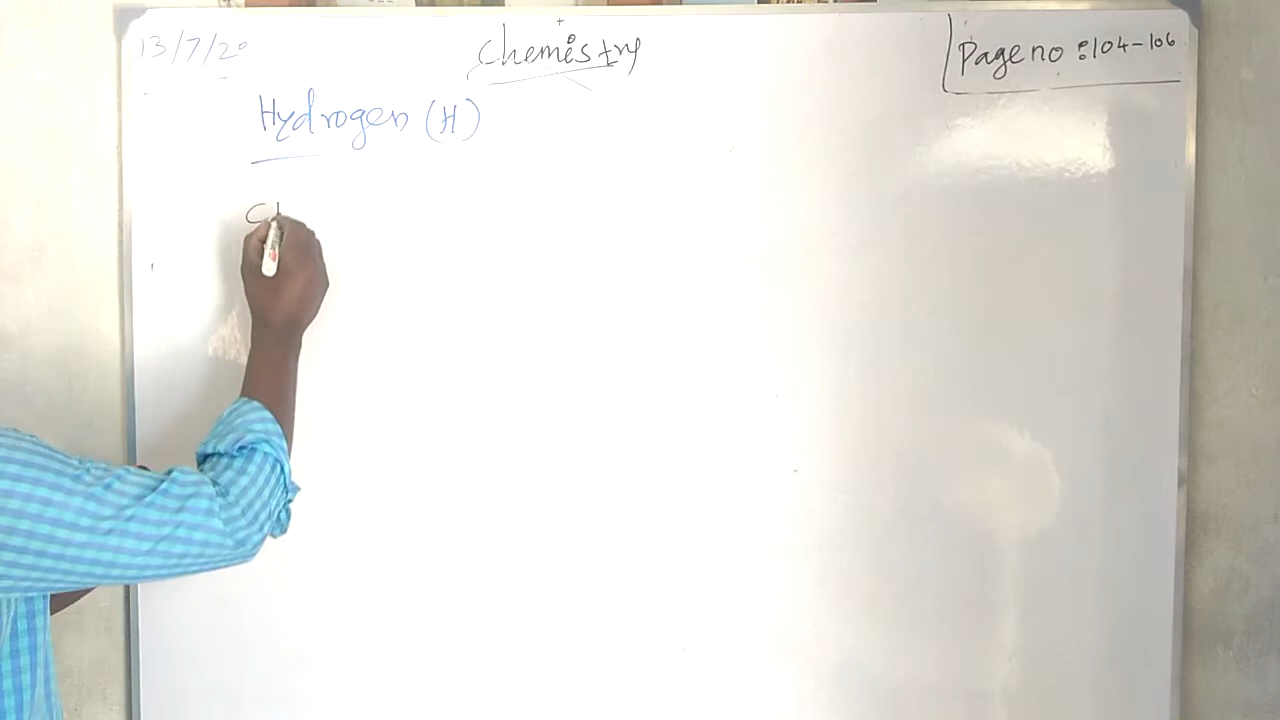 13/7/20
Chemistry
Page no : 104-106
Hydrogen (H)